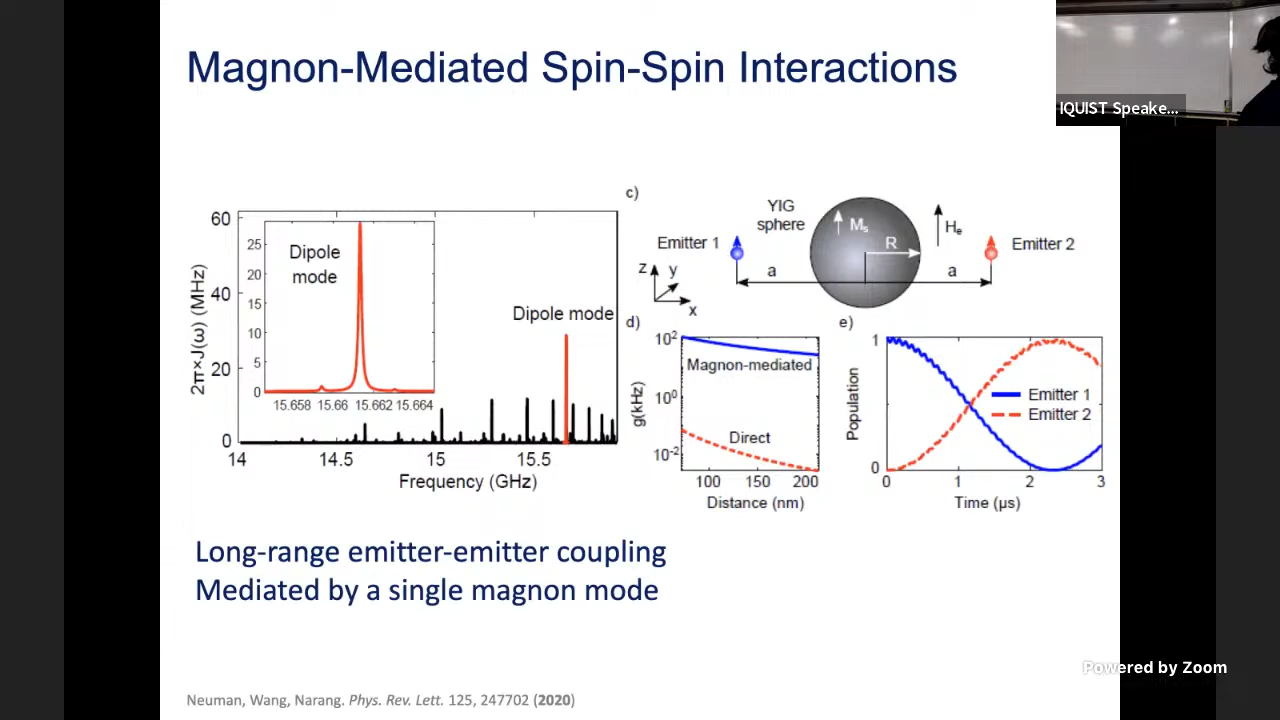 Magnon-Mediated Spin-Spin Interactions
IQUIST Speake...
60
40
20
0
2π×J(ω) (MHz)
14
14.5
15
15.5
Frequency (GHz)
25
20
15
10
5
0
15.658
15.66
15.662
15.664
Dipole
mode
Dipole mode
c)
YIG
sphere
Ms
R
He
Emitter 1
Emitter 2
a
a
z
y
x
d)
10²
10⁰
10⁻²
g(kHz)
Magnon-mediated
Direct
100
150
200
Distance (nm)
e)
1
0
Population
Emitter 1
Emitter 2
0
1
2
3
Time (μs)
Long-range emitter-emitter coupling
Mediated by a single magnon mode
Powered by Zoom
Neuman, Wang, Narang. Phys. Rev. Lett. 125, 247702 (2020)